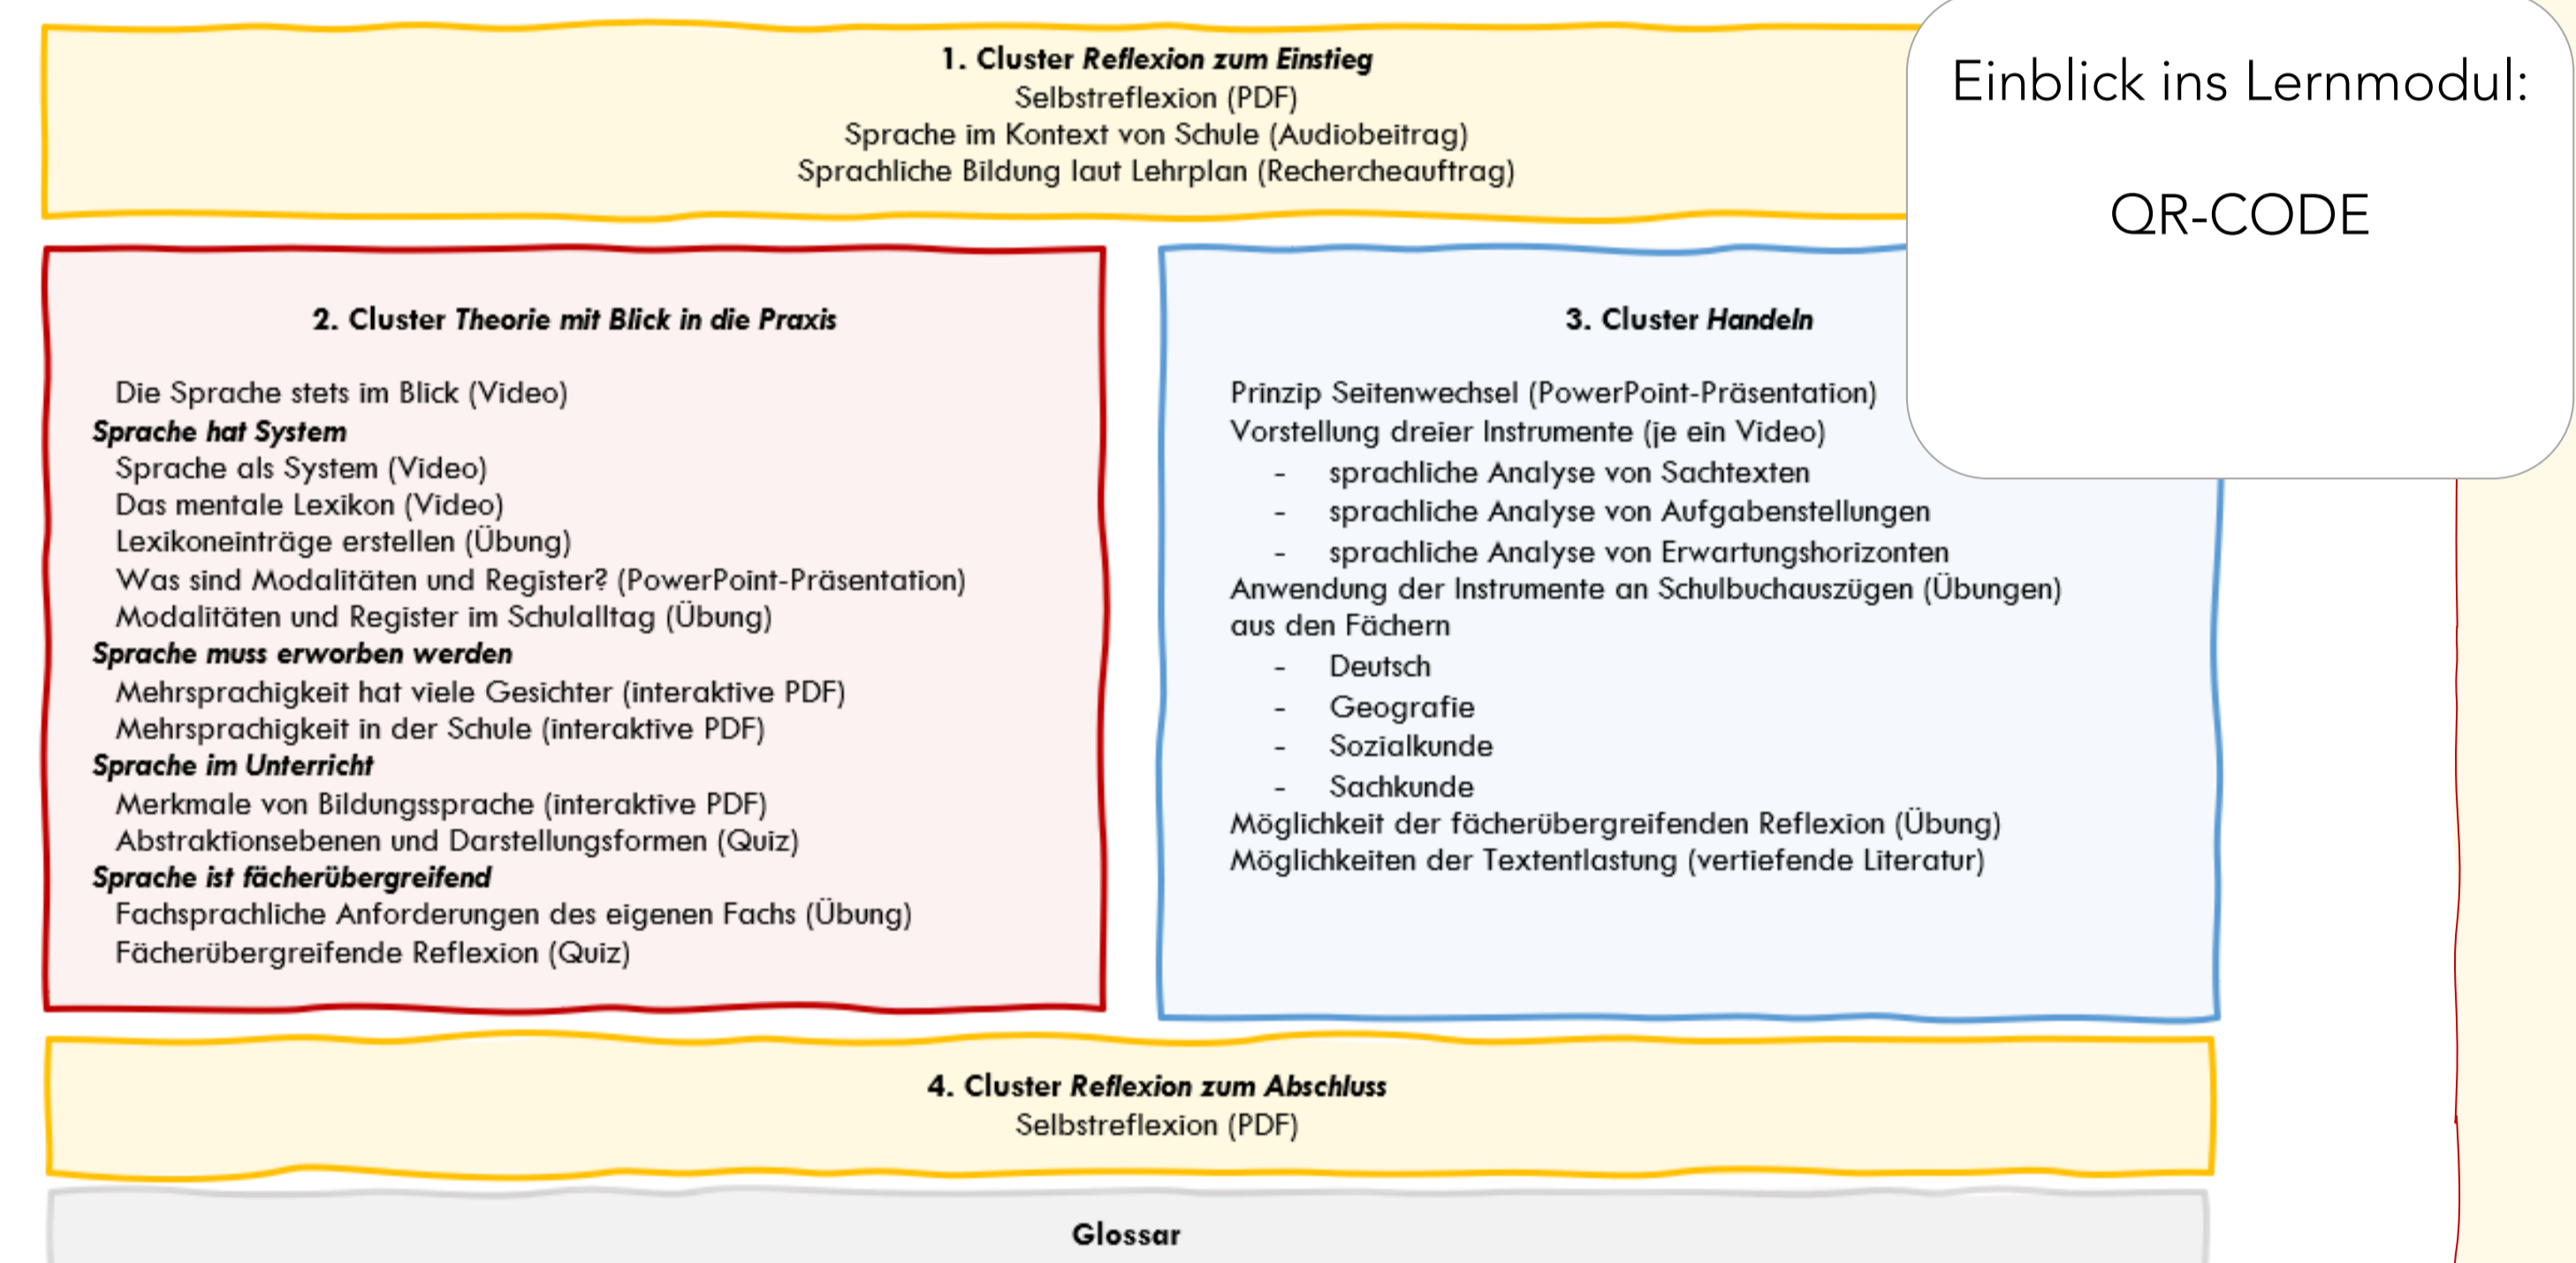 1. Cluster Reflexion zum Einstieg
Selbstreflexion (PDF)
Sprache im Kontext von Schule (Audiobeitrag)
Sprachliche Bildung laut Lehrplan (Rechercheauftrag)
Einblick ins Lernmodul:
QR-CODE
2. Cluster Theorie mit Blick in die Praxis
Die Sprache stets im Blick (Video)
Sprache hat System
Sprache als System (Video)
Das mentale Lexikon (Video)
Lexikoneinträge erstellen (Übung)
Was sind Modalitäten und Register? (PowerPoint-Präsentation)
Modalitäten und Register im Schulalltag (Übung)
Sprache muss erworben werden
Mehrsprachigkeit hat viele Gesichter (interaktive PDF)
Mehrsprachigkeit in der Schule (interaktive PDF)
Sprache im Unterricht
Merkmale von Bildungssprache (interaktive PDF)
Abstraktionsebenen und Darstellungsformen (Quiz)
Sprache ist fächerübergreifend
Fachsprachliche Anforderungen des eigenen Fachs (Übung)
Fächerübergreifende Reflexion (Quiz)
3. Cluster Handeln
Prinzip Seitenwechsel (PowerPoint-Präsentation)
Vorstellung dreier Instrumente (je ein Video)
- sprachliche Analyse von Sachtexten
- sprachliche Analyse von Aufgabenstellungen
- sprachliche Analyse von Erwartungshorizonten
Anwendung der Instrumente an Schulbuchauszügen (Übungen)
aus den Fächern
- Deutsch
- Geografie
- Sozialkunde
- Sachkunde
Möglichkeit der fächerübergreifenden Reflexion (Übung)
Möglichkeiten der Textentlastung (vertiefende Literatur)
4. Cluster Reflexion zum Abschluss
Selbstreflexion (PDF)
Glossar